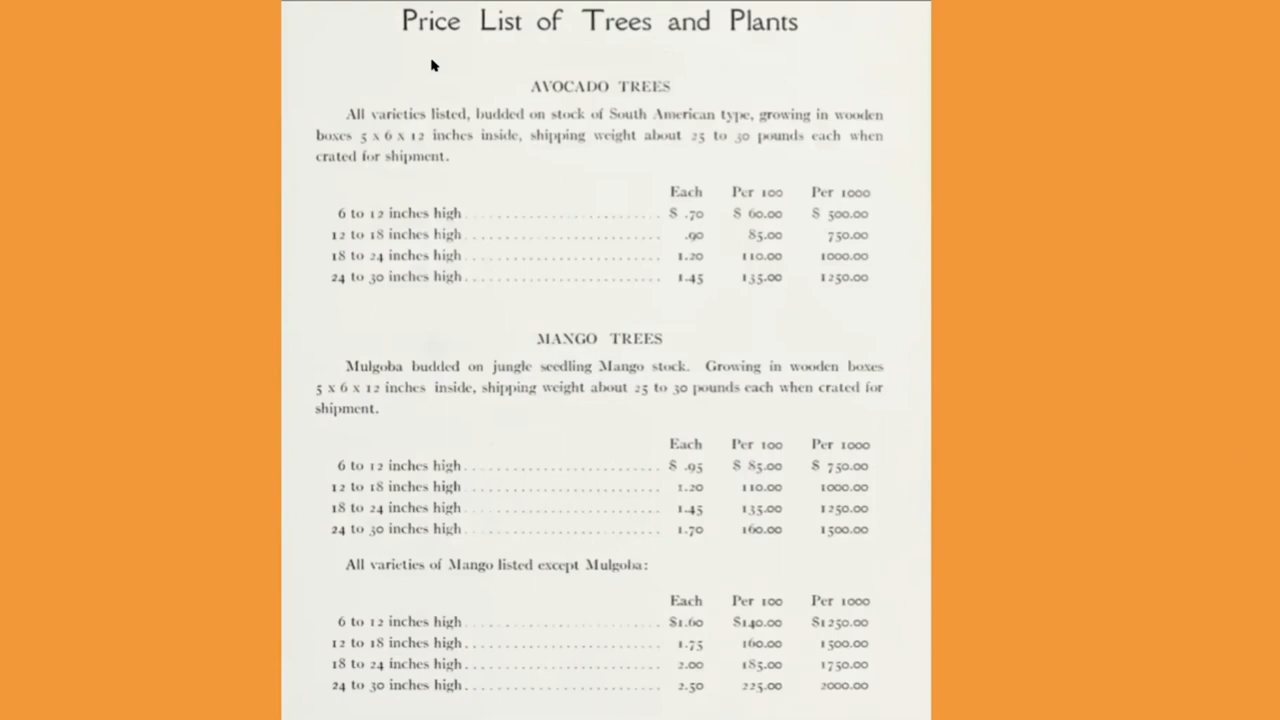 Price List of Trees and Plants
AVOCADO TREES
All varieties listed, budded on stock of South American type, growing in wooden
boxes 5 x 6 x 12 inches inside, shipping weight about 25 to 30 pounds each when
crated for shipment.
Each Per 100 Per 1000
6 to 12 inches high $ .70 $ 60.00 $ 500.00
12 to 18 inches high .90 85.00 750.00
18 to 24 inches high 1.20 110.00 1000.00
24 to 30 inches high 1.45 135.00 1250.00
MANGO TREES
Mulgoba budded on jungle seedling Mango stock. Growing in wooden boxes
5 x 6 x 12 inches inside, shipping weight about 25 to 30 pounds each when crated for
shipment.
Each Per 100 Per 1000
6 to 12 inches high $ .95 $ 85.00 $ 750.00
12 to 18 inches high 1.20 110.00 1000.00
18 to 24 inches high 1.45 135.00 1250.00
24 to 30 inches high 1.70 160.00 1500.00
All varieties of Mango listed except Mulgoba:
Each Per 100 Per 1000
6 to 12 inches high $1.60 $140.00 $1250.00
12 to 18 inches high 1.75 160.00 1500.00
18 to 24 inches high 2.00 185.00 1750.00
24 to 30 inches high 2.50 225.00 2000.00